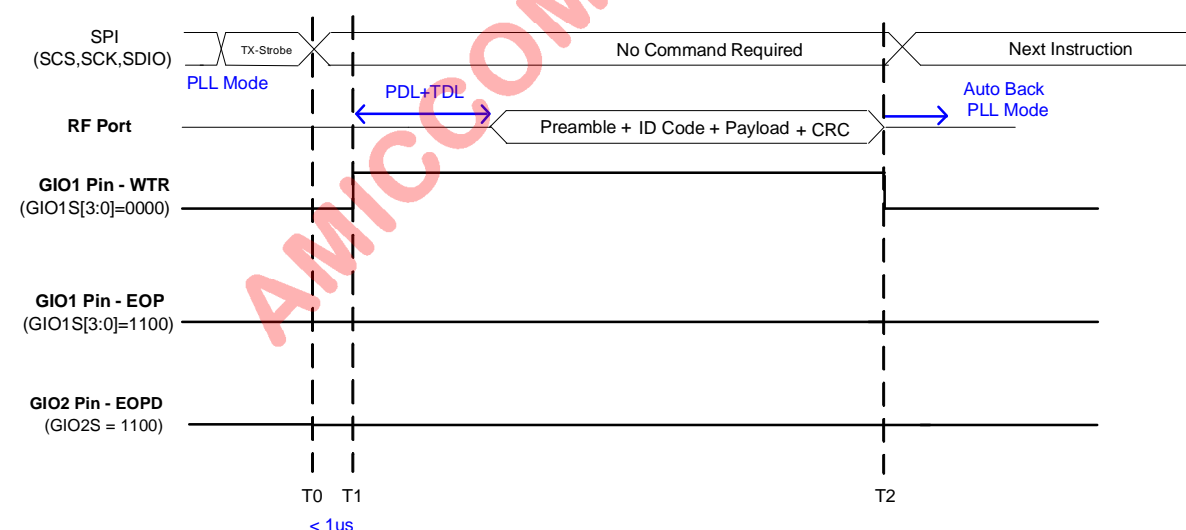 SPI
(SCS,SCK,SDIO)
TX-Strobe
No Command Required
Next Instruction
PLL Mode
PDL+TDL
Auto Back
PLL Mode
RF Port
Preamble + ID Code + Payload + CRC
GIO1 Pin - WTR
(GIO1S[3:0]=0000)
GIO1 Pin - EOP
(GIO1S[3:0]=1100)
GIO2 Pin - EOPD
(GIO2S = 1100)
T0 T1 T2
< 1us
AMICCOM